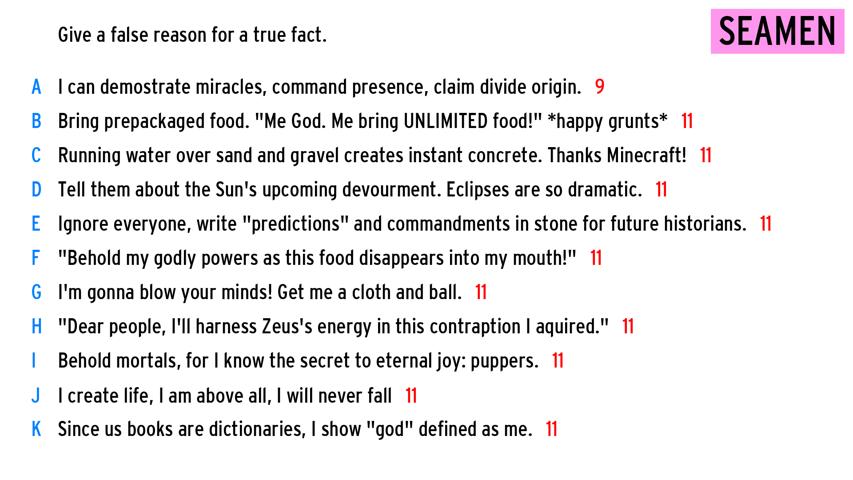 Give a false reason for a true fact.
SEAMEN
A I can demostrate miracles, command presence, claim divide origin. 9
B Bring prepackaged food. "Me God. Me bring UNLIMITED food!" *happy grunts* 11
C Running water over sand and gravel creates instant concrete. Thanks Minecraft! 11
D Tell them about the Sun's upcoming devourment. Eclipses are so dramatic. 11
E Ignore everyone, write "predictions" and commandments in stone for future historians. 11
F "Behold my godly powers as this food disappears into my mouth!" 11
G I'm gonna blow your minds! Get me a cloth and ball. 11
H "Dear people, I'll harness Zeus's energy in this contraption I aquired." 11
I Behold mortals, for I know the secret to eternal joy: puppers. 11
J I create life, I am above all, I will never fall 11
K Since us books are dictionaries, I show "god" defined as me. 11